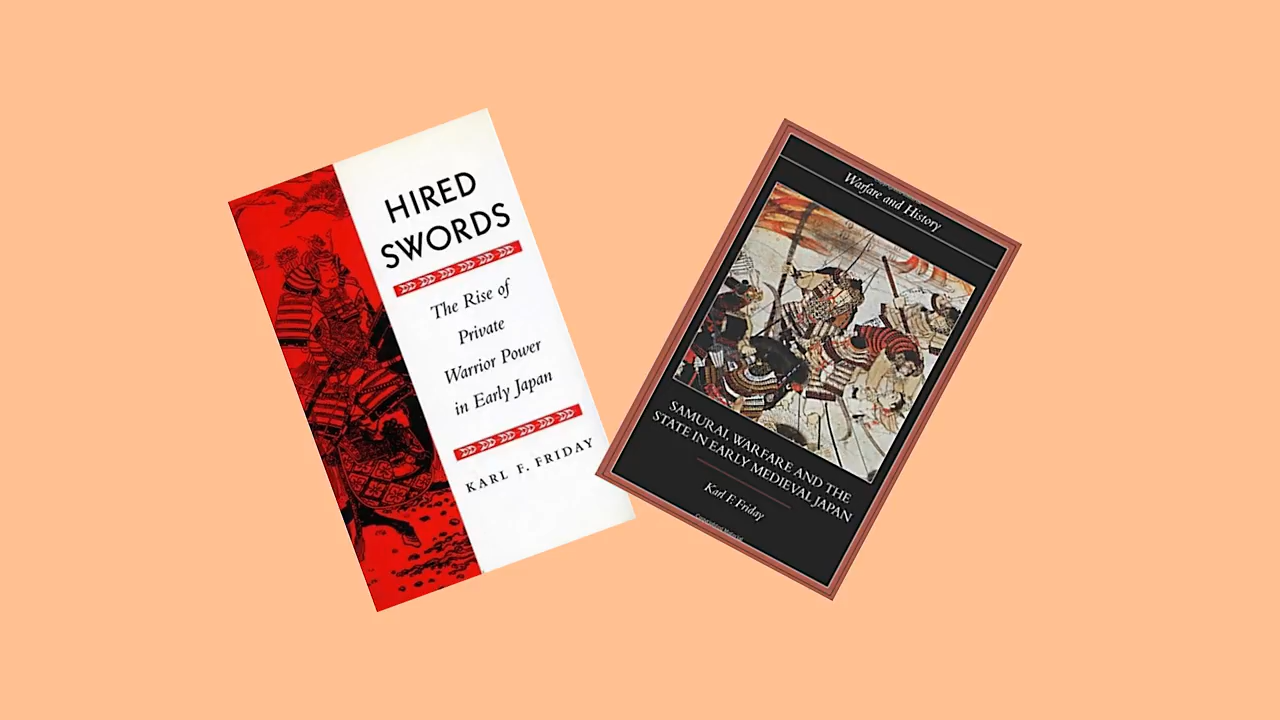 HIRED
SWORDS
The Rise of
Private
Warrior Power
in Early Japan
KARL F. FRIDAY
Warfare and History
SAMURAI, WARFARE AND THE
STATE IN EARLY MEDIEVAL JAPAN
Karl F. Friday